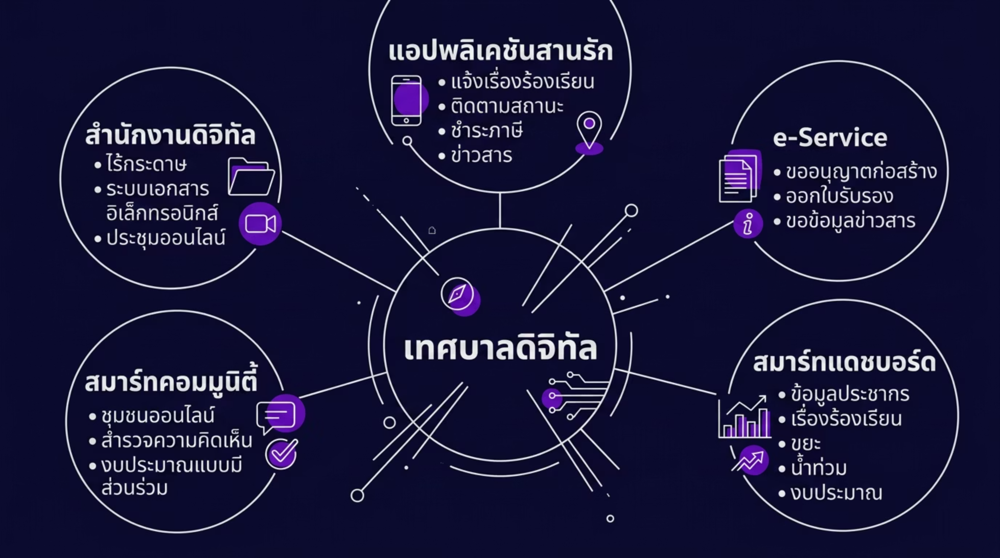 แอปพลิเคชันสานรัก
• แจ้งเรื่องร้องเรียน
• ติดตามสถานะ
• ชำระภาษี
• ข่าวสาร
สำนักงานดิจิทัล
• ไร้กระดาษ
• ระบบเอกสาร
อิเล็กทรอนิกส์
• ประชุมออนไลน์
e-Service
• ขออนุญาตก่อสร้าง
• ออกใบรับรอง
• ขอข้อมูลข่าวสาร
เทศบาลดิจิทัล
สมาร์ทคอมมูนิตี้
• ชุมชนออนไลน์
• สำรวจความคิดเห็น
• งบประมาณแบบมี
ส่วนร่วม
สมาร์ทแดชบอร์ด
• ข้อมูลประชากร
• เรื่องร้องเรียน
• ขยะ
• น้ำท่วม
• งบประมาณ